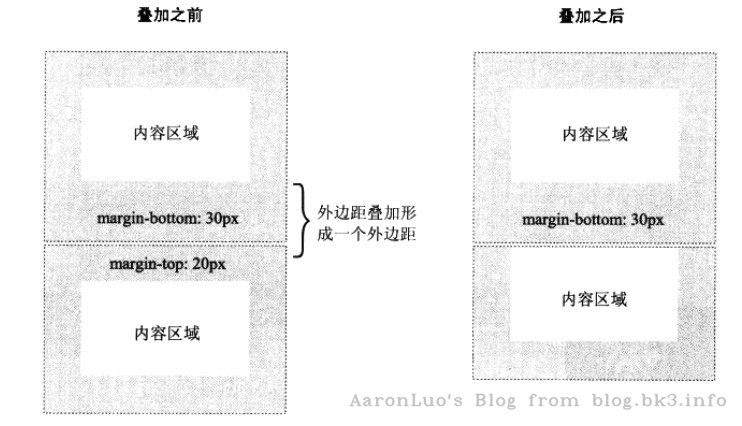 叠加之前
叠加之后
内容区域
margin-bottom: 30px
margin-top: 20px
内容区域
外边距叠加形
成一个外边距
内容区域
margin-bottom: 30px
内容区域
AaronLuo's Blog from blog.bk3.info